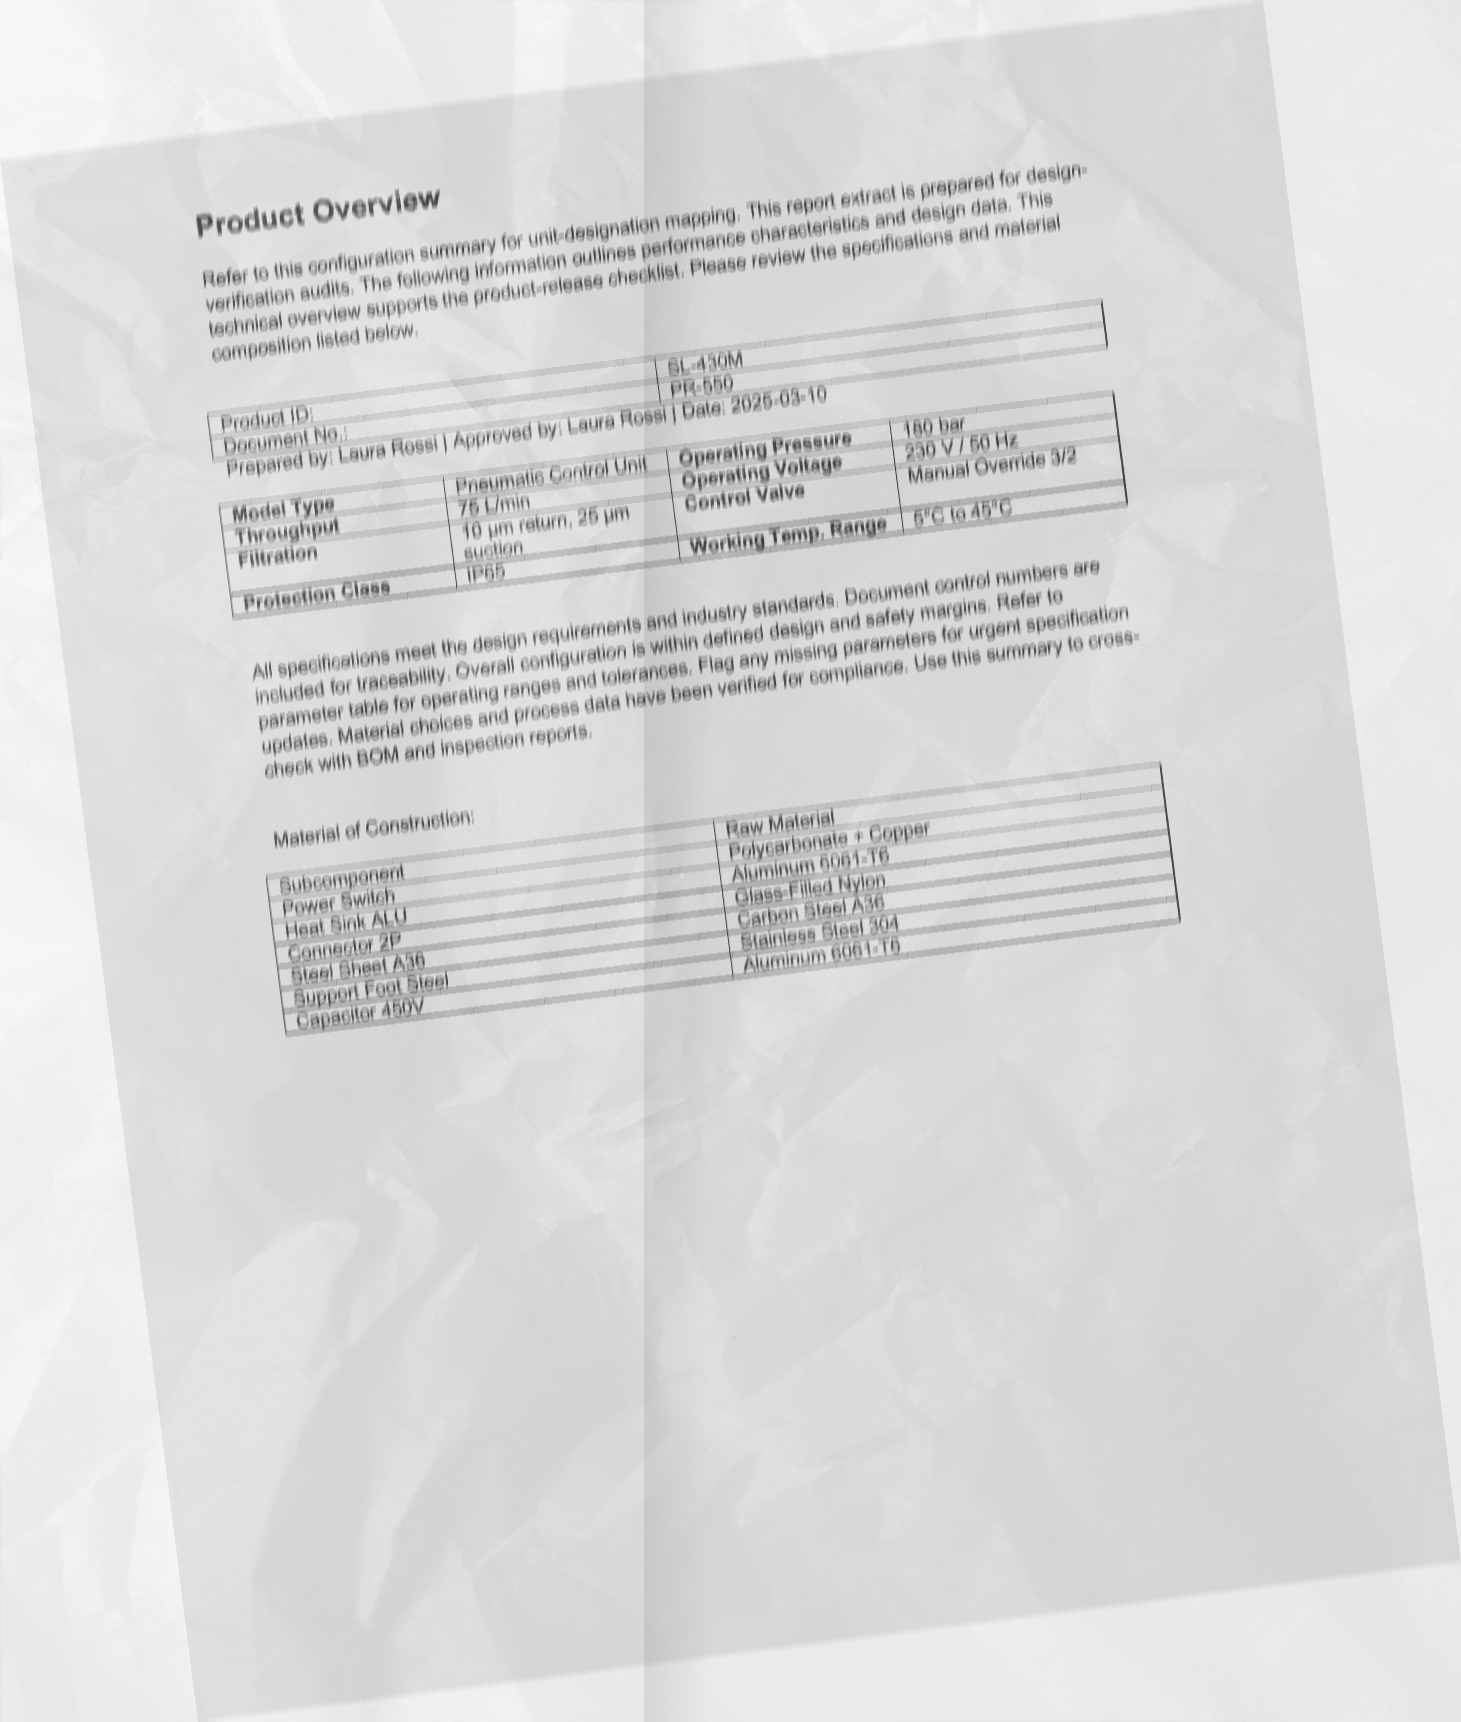 Product Overview
Refer to this configuration summary for unit-designation mapping. This report extract is prepared for design-
verification audits. The following information outlines performance characteristics and design data. This
technical overview supports the product-release checklist. Please review the specifications and material
composition listed below.
Product ID: SL-430M
Document No.: PR-550
Prepared by: Laura Rossi | Approved by: Laura Rossi | Date: 2025-03-10
Model Type Pneumatic Control Unit Operating Pressure 180 bar
Throughput 75 L/min Operating Voltage 230 V / 50 Hz
Filtration 10 µm return, 25 µm Control Valve Manual Override 3/2
suction
Protection Class IP65 Working Temp. Range 5°C to 45°C
All specifications meet the design requirements and industry standards. Document control numbers are
included for traceability. Overall configuration is within defined design and safety margins. Refer to
parameter table for operating ranges and tolerances. Flag any missing parameters for urgent specification
updates. Material choices and process data have been verified for compliance. Use this summary to cross-
check with BOM and inspection reports.
Material of Construction:
Subcomponent Raw Material
Power Switch Polycarbonate + Copper
Heat Sink ALU Aluminum 6061-T6
Connector 2P Glass-Filled Nylon
Steel Sheet A36 Carbon Steel A36
Support Foot Steel Stainless Steel 304
Capacitor 450V Aluminum 6061-T6